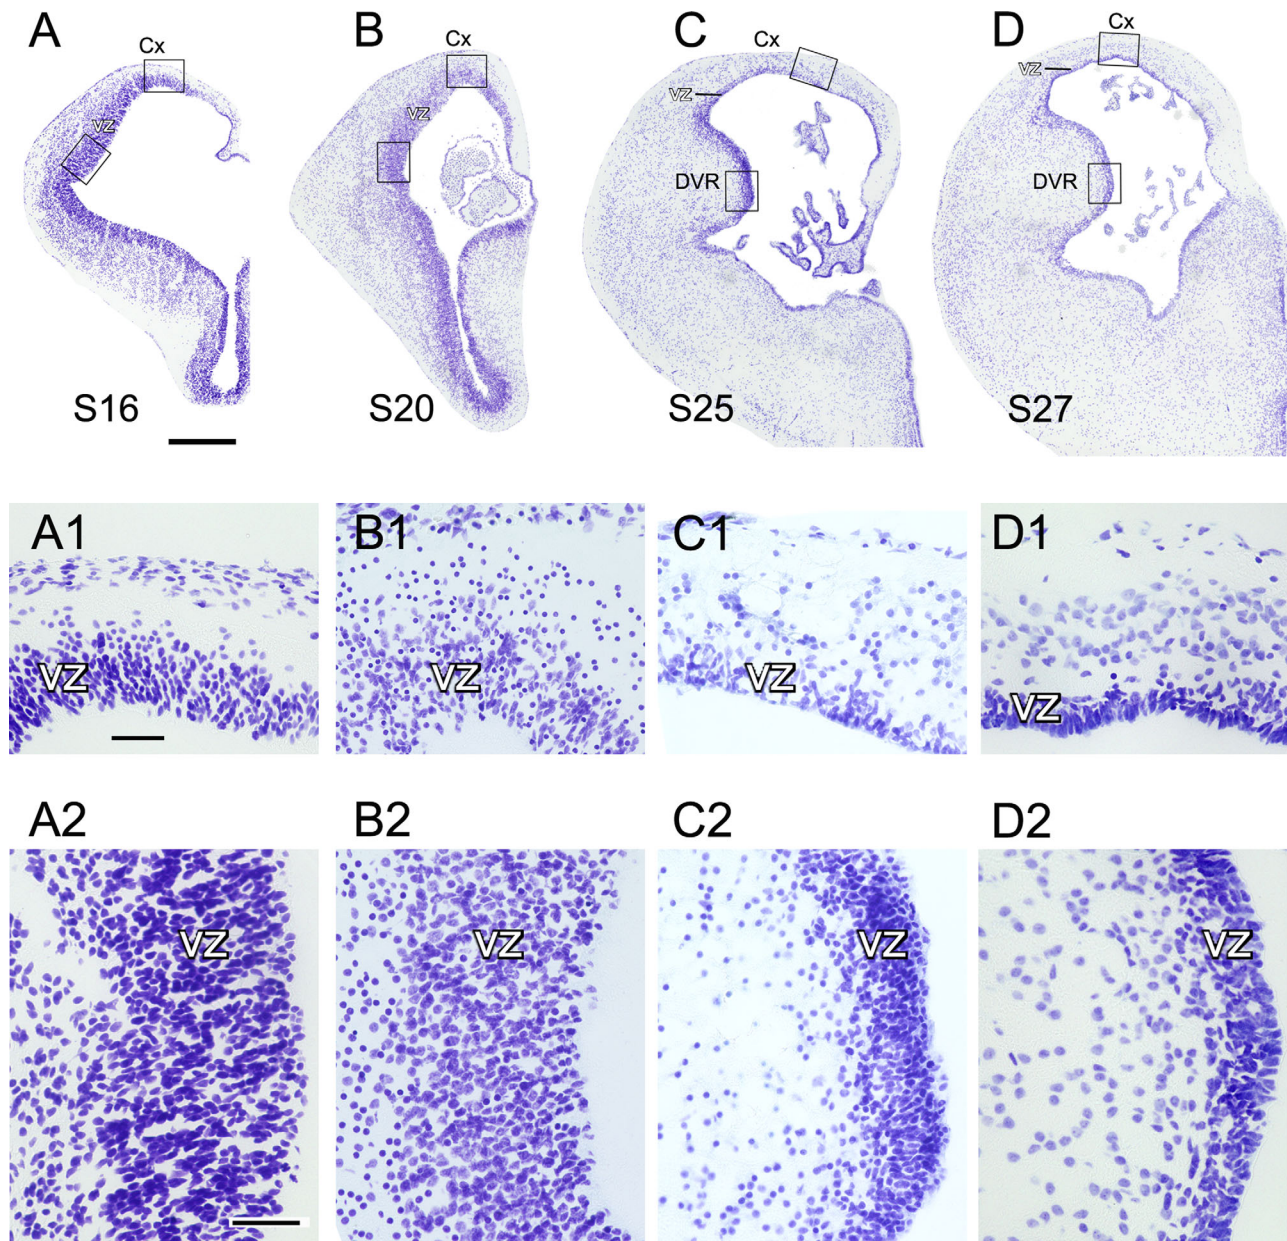 A B C D
Cx Cx Cx Cx
VZ VZ VZ VZ
DVR DVR
S16 S20 S25 S27
A1 B1 C1 D1
VZ VZ VZ VZ
A2 B2 C2 D2
VZ VZ VZ VZ